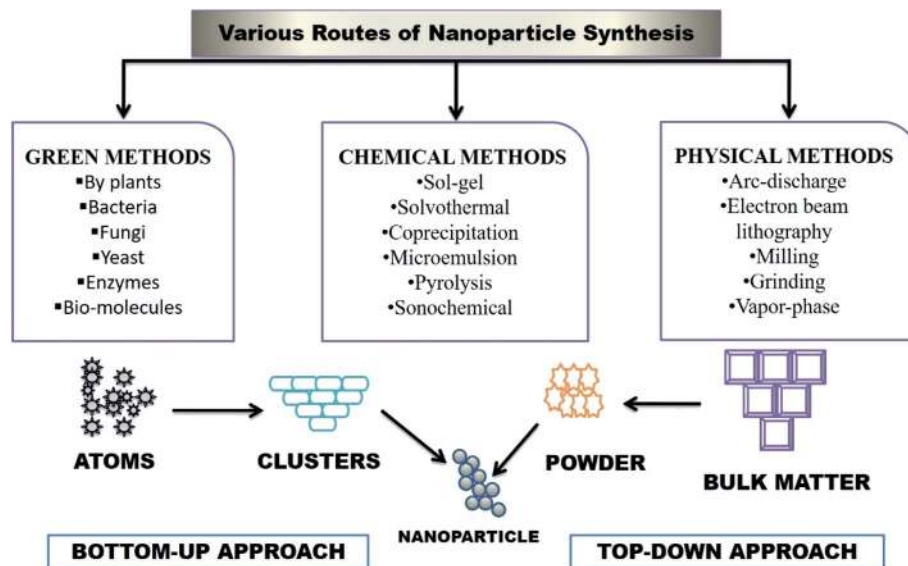 Various Routes of Nanoparticle Synthesis
GREEN METHODS
▪By plants
▪Bacteria
▪Fungi
▪Yeast
▪Enzymes
▪Bio-molecules
CHEMICAL METHODS
•Sol-gel
•Solvothermal
•Coprecipitation
•Microemulsion
•Pyrolysis
•Sonochemical
PHYSICAL METHODS
•Arc-discharge
•Electron beam
lithography
•Milling
•Grinding
•Vapor-phase
ATOMS
CLUSTERS
POWDER
BULK MATTER
NANOPARTICLE
BOTTOM-UP APPROACH
TOP-DOWN APPROACH